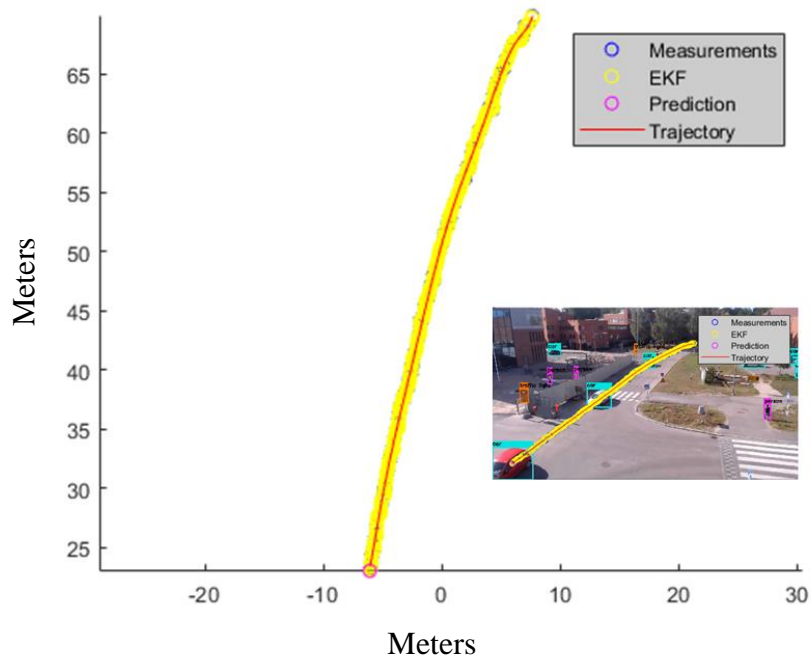 Measurements
EKF
Prediction
Trajectory
65
60
55
50
45
40
35
30
25
Meters
Measurements
EKF
Prediction
Trajectory
-20
-10
0
10
20
30
Meters